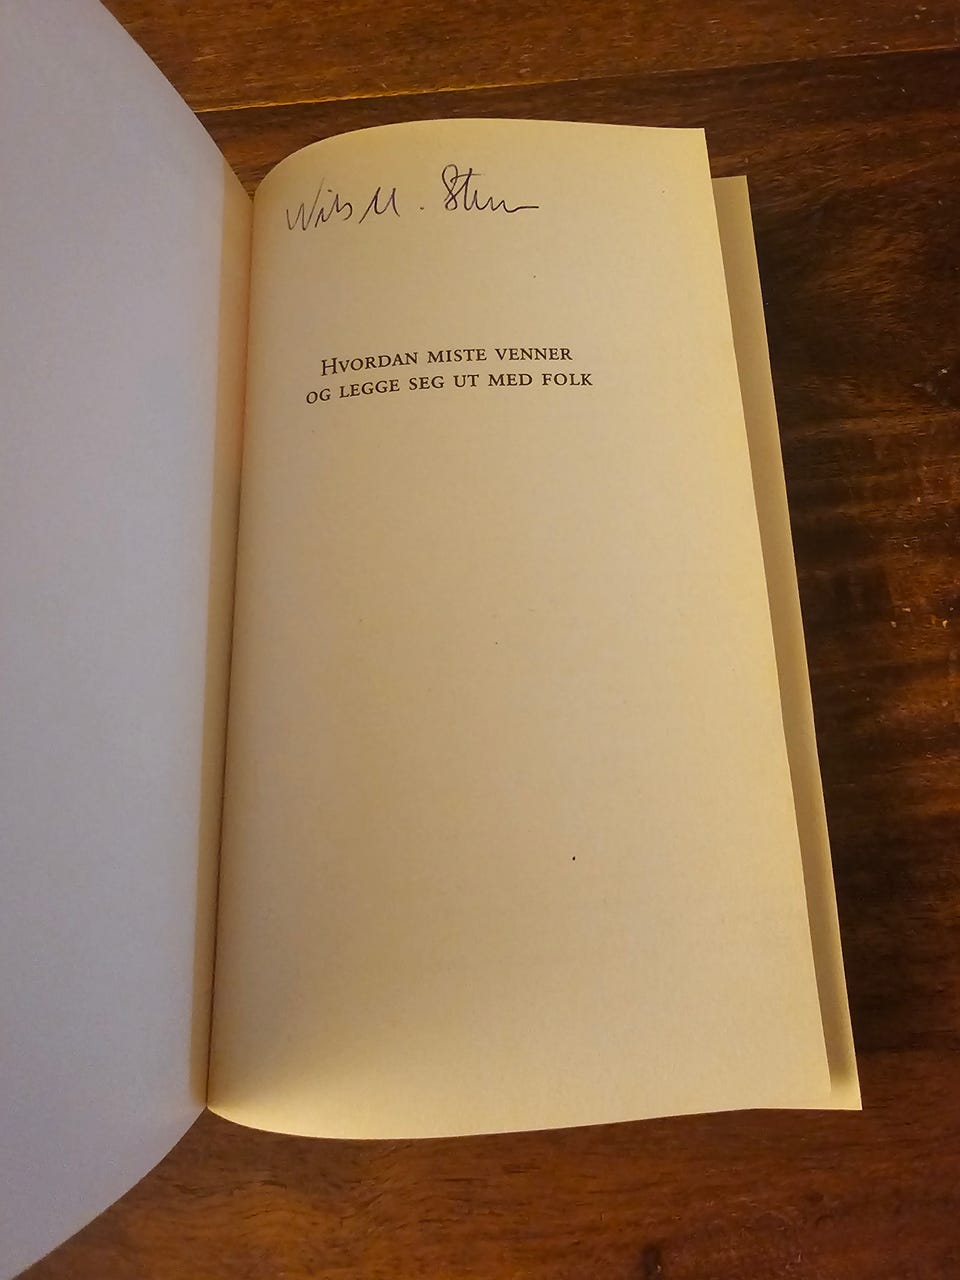 HVORDAN MISTE VENNER
OG LEGGE SEG UT MED FOLK